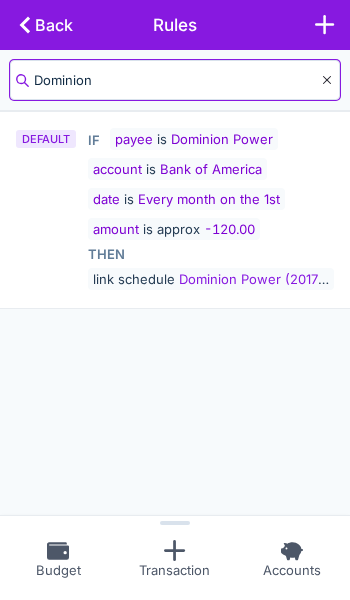 Back
Rules
Dominion
DEFAULT
IF payee is Dominion Power
account is Bank of America
date is Every month on the 1st
amount is approx -120.00
THEN
link schedule Dominion Power (2017...
Budget
Transaction
Accounts